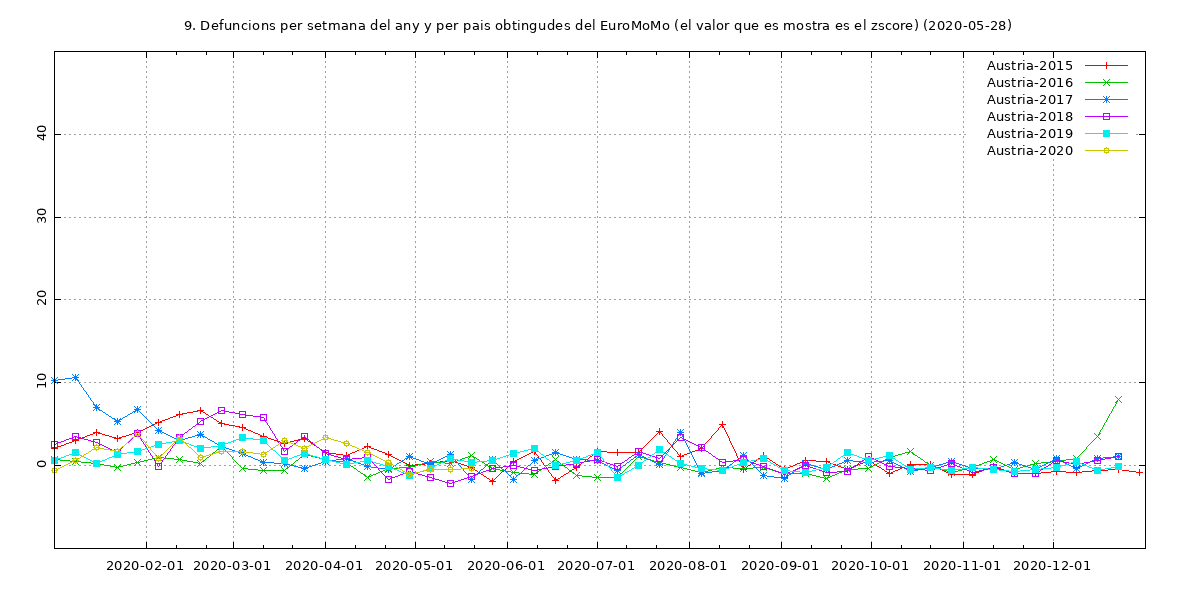 9. Defuncions per setmana del any y per pais obtingudes del EuroMoMo (el valor que es mostra es el zscore) (2020-05-28)
Austria-2015
Austria-2016
Austria-2017
Austria-2018
Austria-2019
Austria-2020
40
30
20
10
0
2020-02-01 2020-03-01 2020-04-01 2020-05-01 2020-06-01 2020-07-01 2020-08-01 2020-09-01 2020-10-01 2020-11-01 2020-12-01